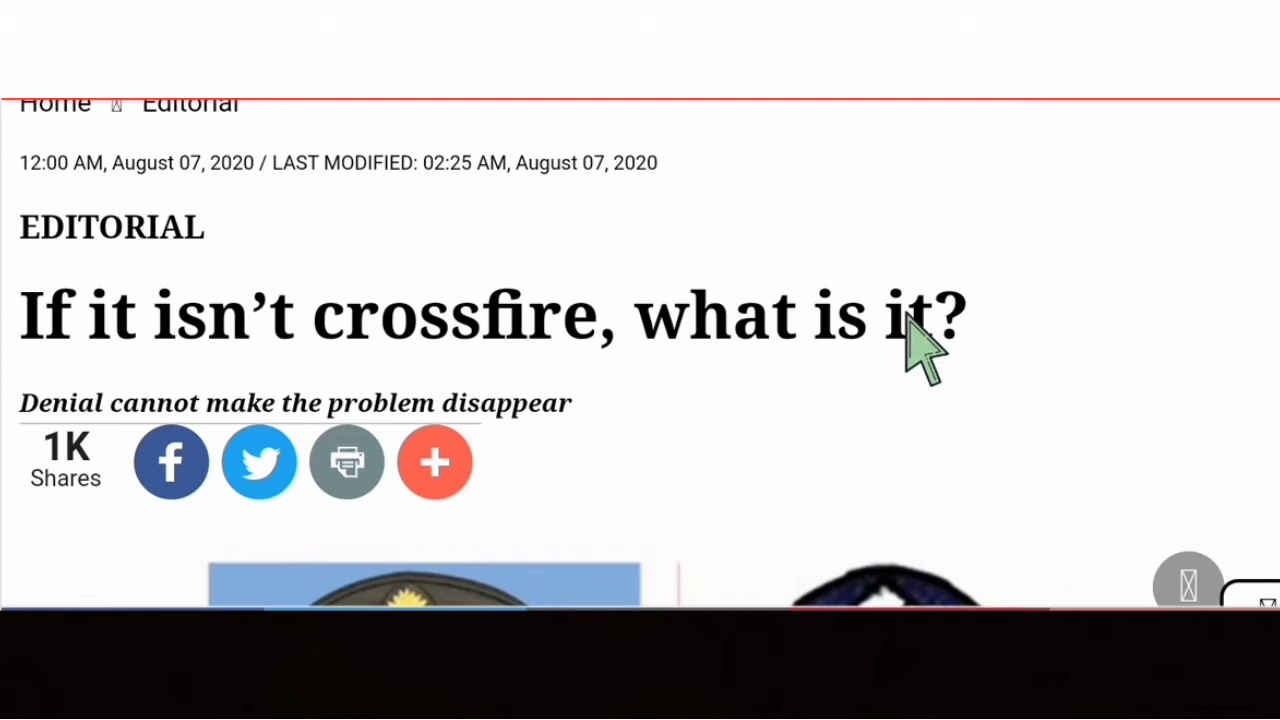 Home Editorial
12:00 AM, August 07, 2020 / LAST MODIFIED: 02:25 AM, August 07, 2020
EDITORIAL
If it isn’t crossfire, what is it?
Denial cannot make the problem disappear
1K
Shares